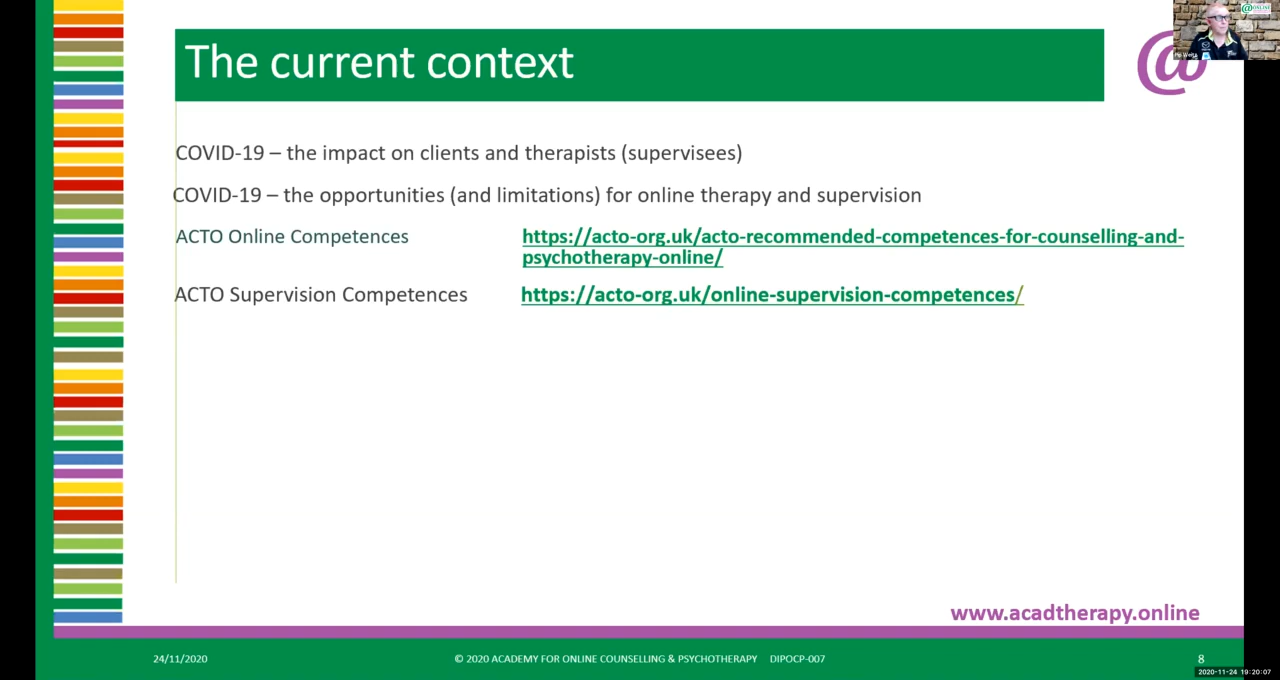 The current context
@
@ONLINE
COVID-19 – the impact on clients and therapists (supervisees)
COVID-19 – the opportunities (and limitations) for online therapy and supervision
ACTO Online Competences
https://acto-org.uk/acto-recommended-competences-for-counselling-and-
psychotherapy-online/
ACTO Supervision Competences
https://acto-org.uk/online-supervision-competences/
www.acadtherapy.online
24/11/2020
© 2020 ACADEMY FOR ONLINE COUNSELLING & PSYCHOTHERAPY DIPOCP-007
8
2020-11-24 19:20:07